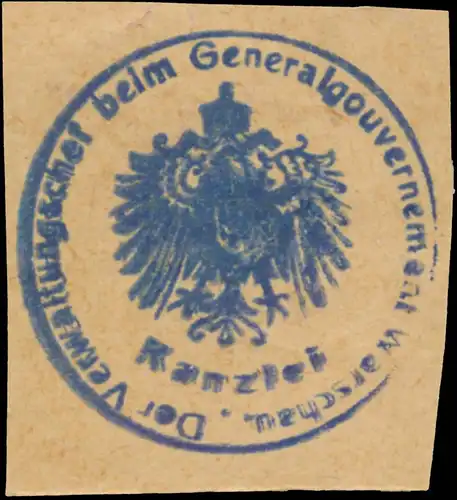 Der Verwaltungschef beim Generalgouvernement Warschau.
Kanzlei